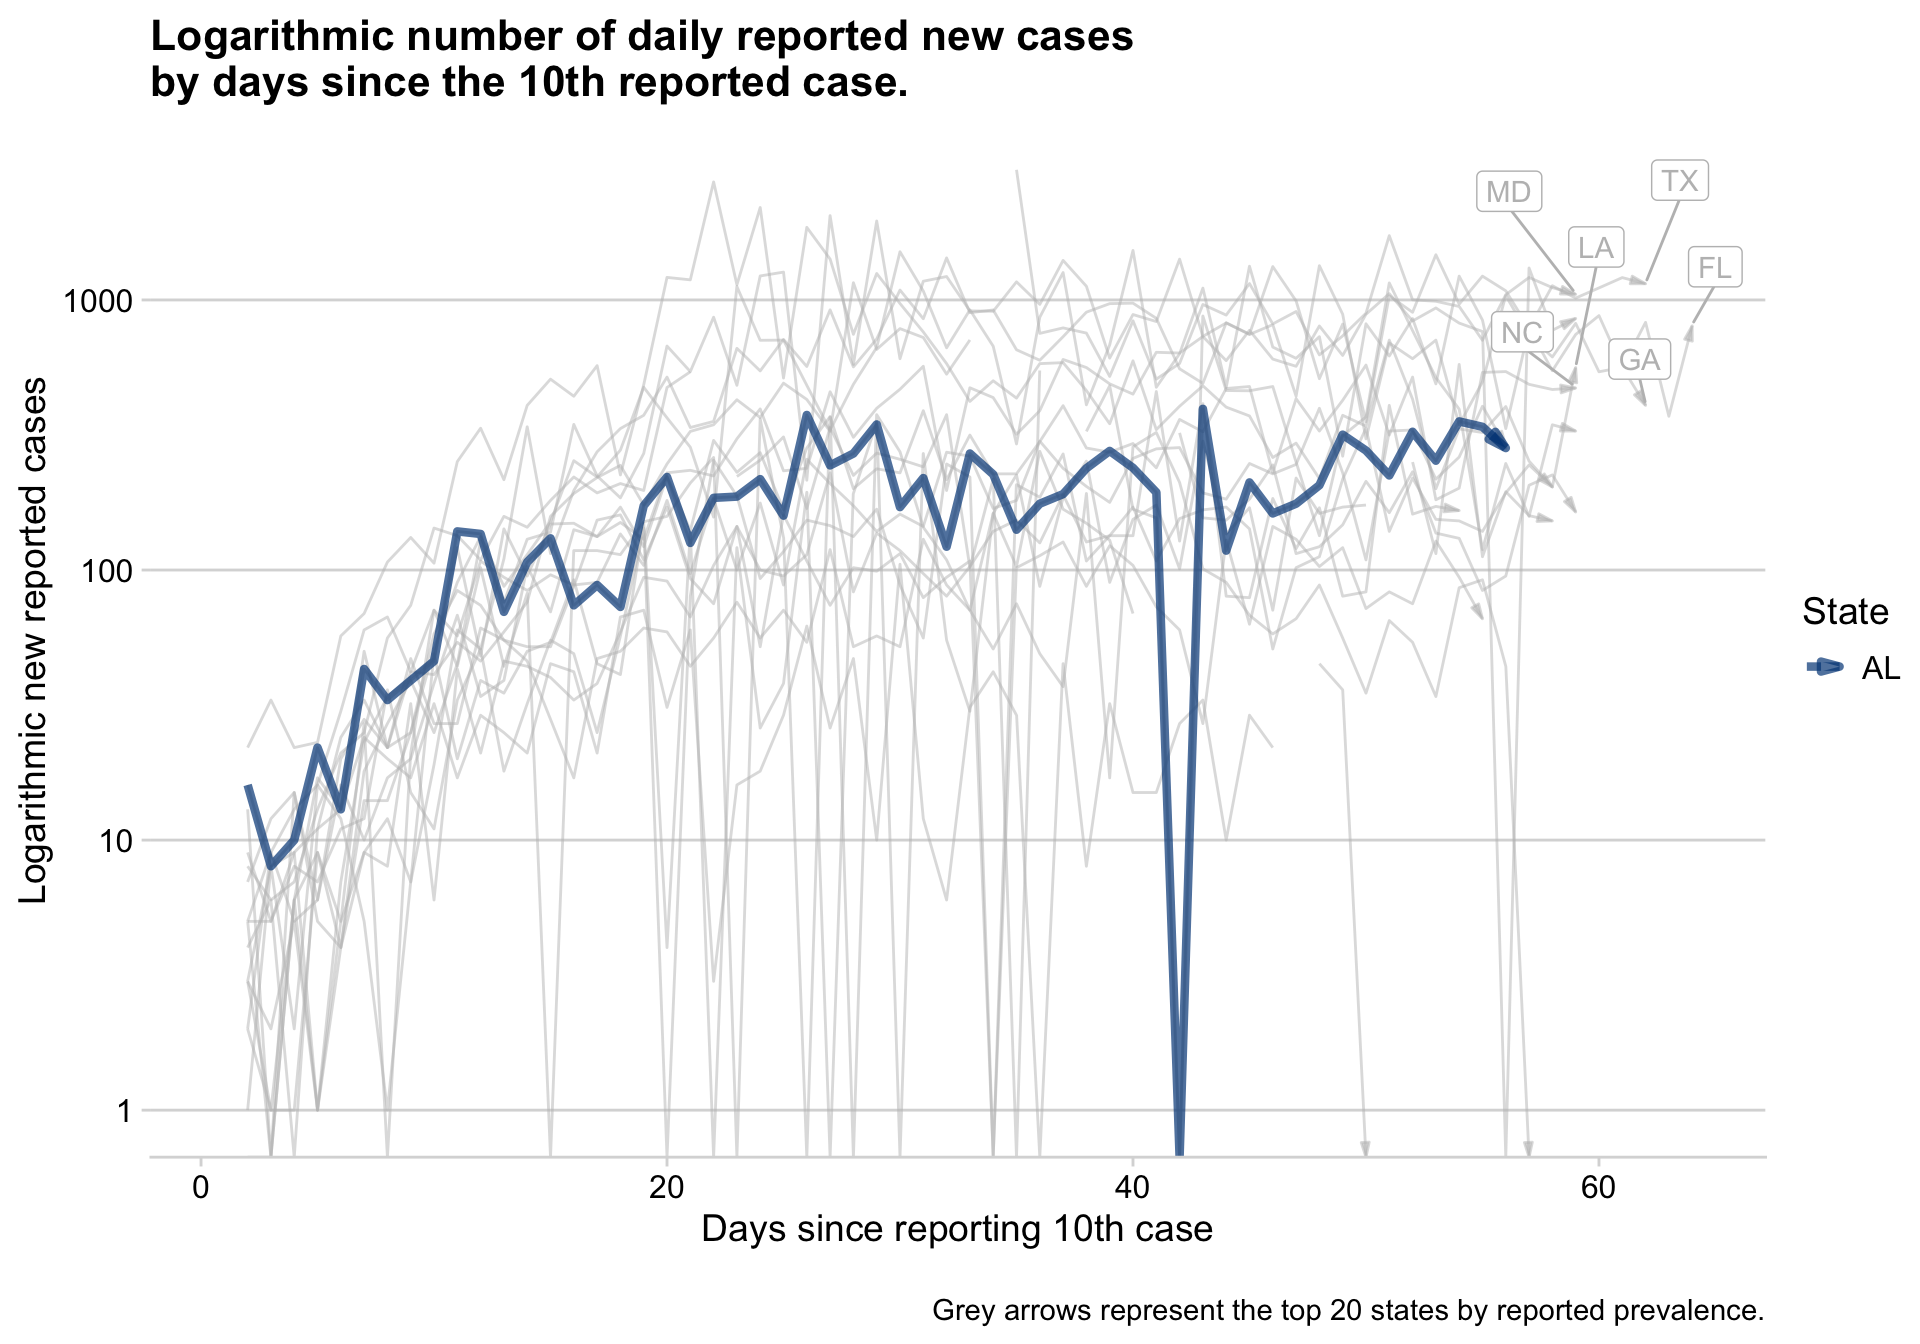 Logarithmic number of daily reported new cases
by days since the 10th reported case.
MD
TX
LA
FL
NC
GA
1000
100
10
1
Logarithmic new reported cases
State
AL
0
20
40
60
Days since reporting 10th case
Grey arrows represent the top 20 states by reported prevalence.